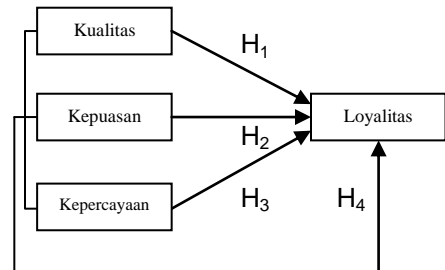 Kualitas
H1
Kepuasan
Loyalitas
H2
Kepercayaan
H3
H4